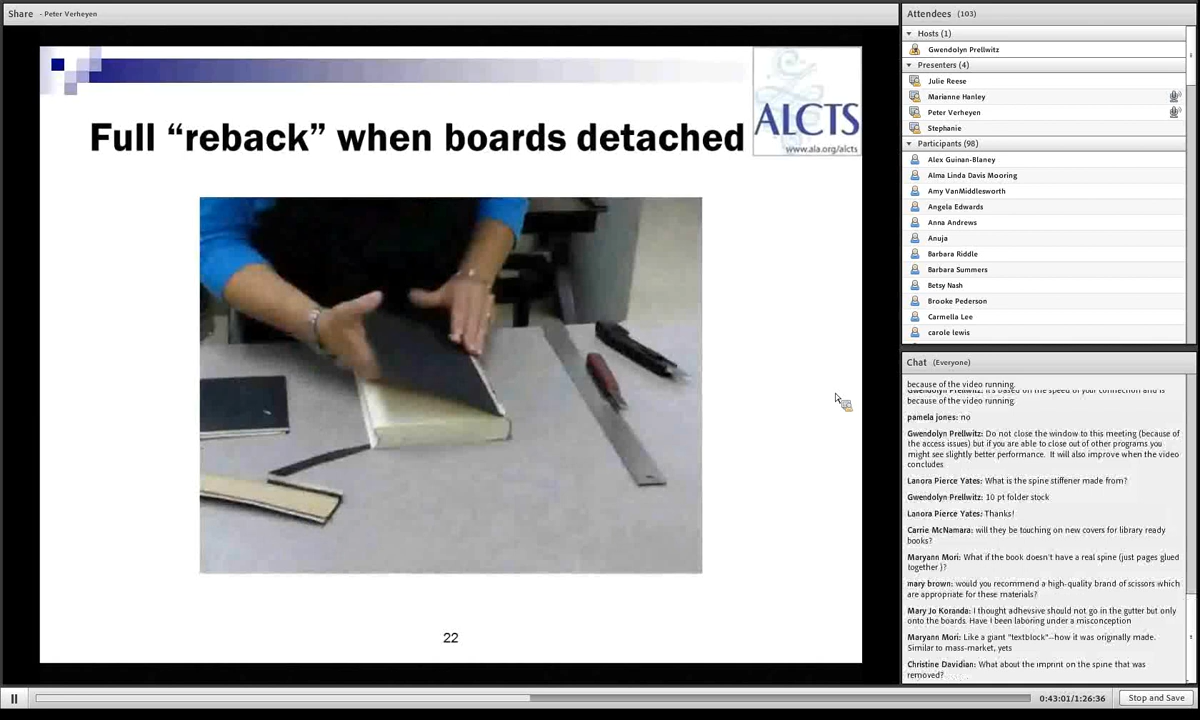 Share - Peter Verheyen
Full “reback” when boards detached
ALCTS
www.ala.org/alcts
22
Attendees (103)
Hosts (1)
Gwendolyn Prellwitz
Presenters (4)
Julie Reese
Marianne Hanley
Peter Verheyen
Stephanie
Participants (98)
Alex Guinan-Blaney
Alma Linda Davis Mooring
Amy VanMiddlesworth
Angela Edwards
Anna Andrews
Anuja
Barbara Riddle
Barbara Summers
Betsy Nash
Brooke Pederson
Carmella Lee
carole lewis
Chat (Everyone)
because of the video running.
Gwendolyn Prellwitz: It's based on the speed of your connection and is
because of the video running.
pamela jones: no
Gwendolyn Prellwitz: Do not close the window to this meeting (because of
the access issues) but if you are able to close out of other programs you
might see slightly better performance. It will also improve when the video
concludes
Lanora Pierce Yates: What is the spine stiffener made from?
Gwendolyn Prellwitz: 10 pt folder stock
Lanora Pierce Yates: Thanks!
Carrie McNamara: will they be touching on new covers for library ready
books?
Maryann Mori: What if the book doesn't have a real spine (just pages glued
together )?
mary brown: would you recommend a high-quality brand of scissors which
are appropriate for these materials?
Mary Jo Koranda: I thought adhevsive should not go in the gutter but only
onto the boards. Have I been laboring under a misconception
Maryann Mori: Like a giant "textblock"--how it was originally made.
Similar to mass-market, yets
Christine Davidian: What about the imprint on the spine that was
removed?
0:43:01/1:26:36
Stop and Save